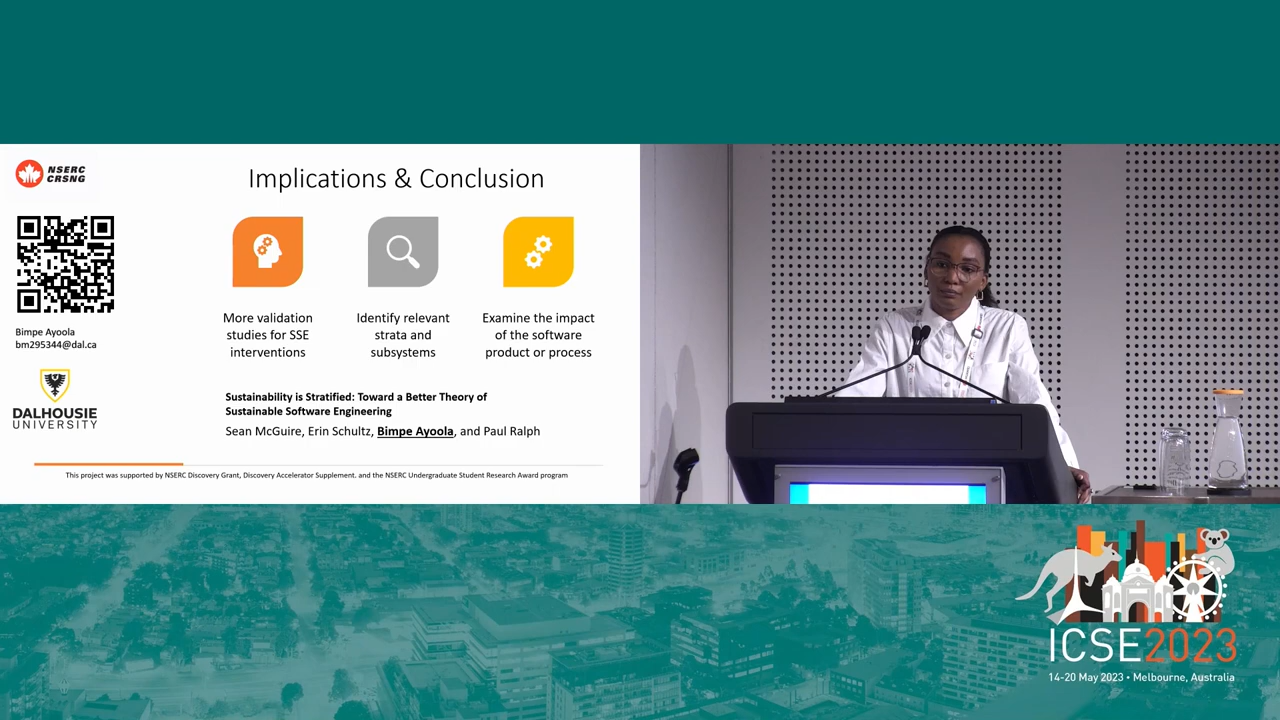 NSERC
CRSNG
Implications & Conclusion
Bimpe Ayoola
bm295344@dal.ca
DALHOUSIE
UNIVERSITY
More validation
studies for SSE
interventions
Identify relevant
strata and
subsystems
Examine the impact
of the software
product or process
Sustainability is Stratified: Toward a Better Theory of
Sustainable Software Engineering
Sean McGuire, Erin Schultz, Bimpe Ayoola, and Paul Ralph
This project was supported by NSERC Discovery Grant, Discovery Accelerator Supplement. and the NSERC Undergraduate Student Research Award program
ICSE2023
14-20 May 2023 • Melbourne, Australia